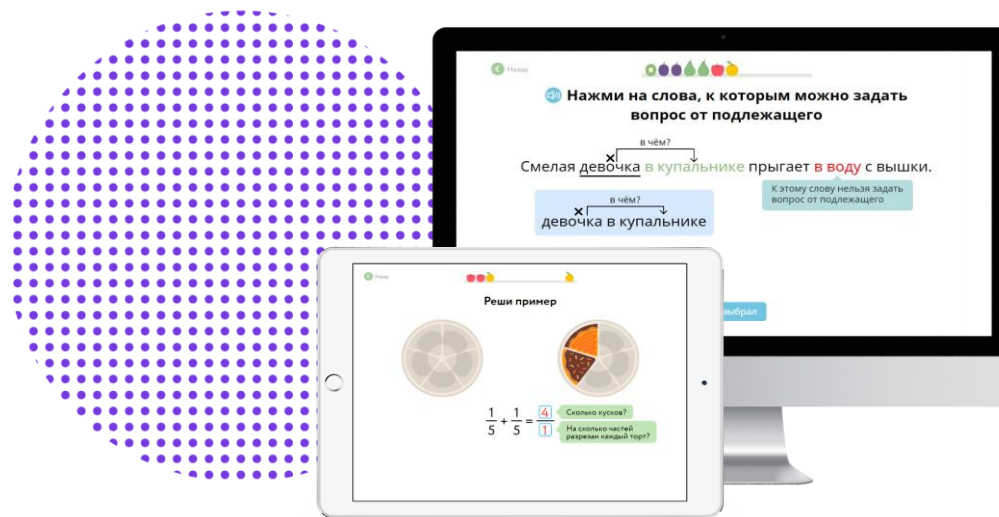 Назад
Нажми на слова, к которым можно задать
вопрос от подлежащего
в чём?
Смелая девочка в купальнике прыгает в воду с вышки.
К этому слову нельзя задать
вопрос от подлежащего
в чём?
девочка в купальнике
выбрал
Назад
Реши пример
1/5 + 1/5 = 4/1
Сколько кусков?
На сколько частей
разрезан каждый торт?